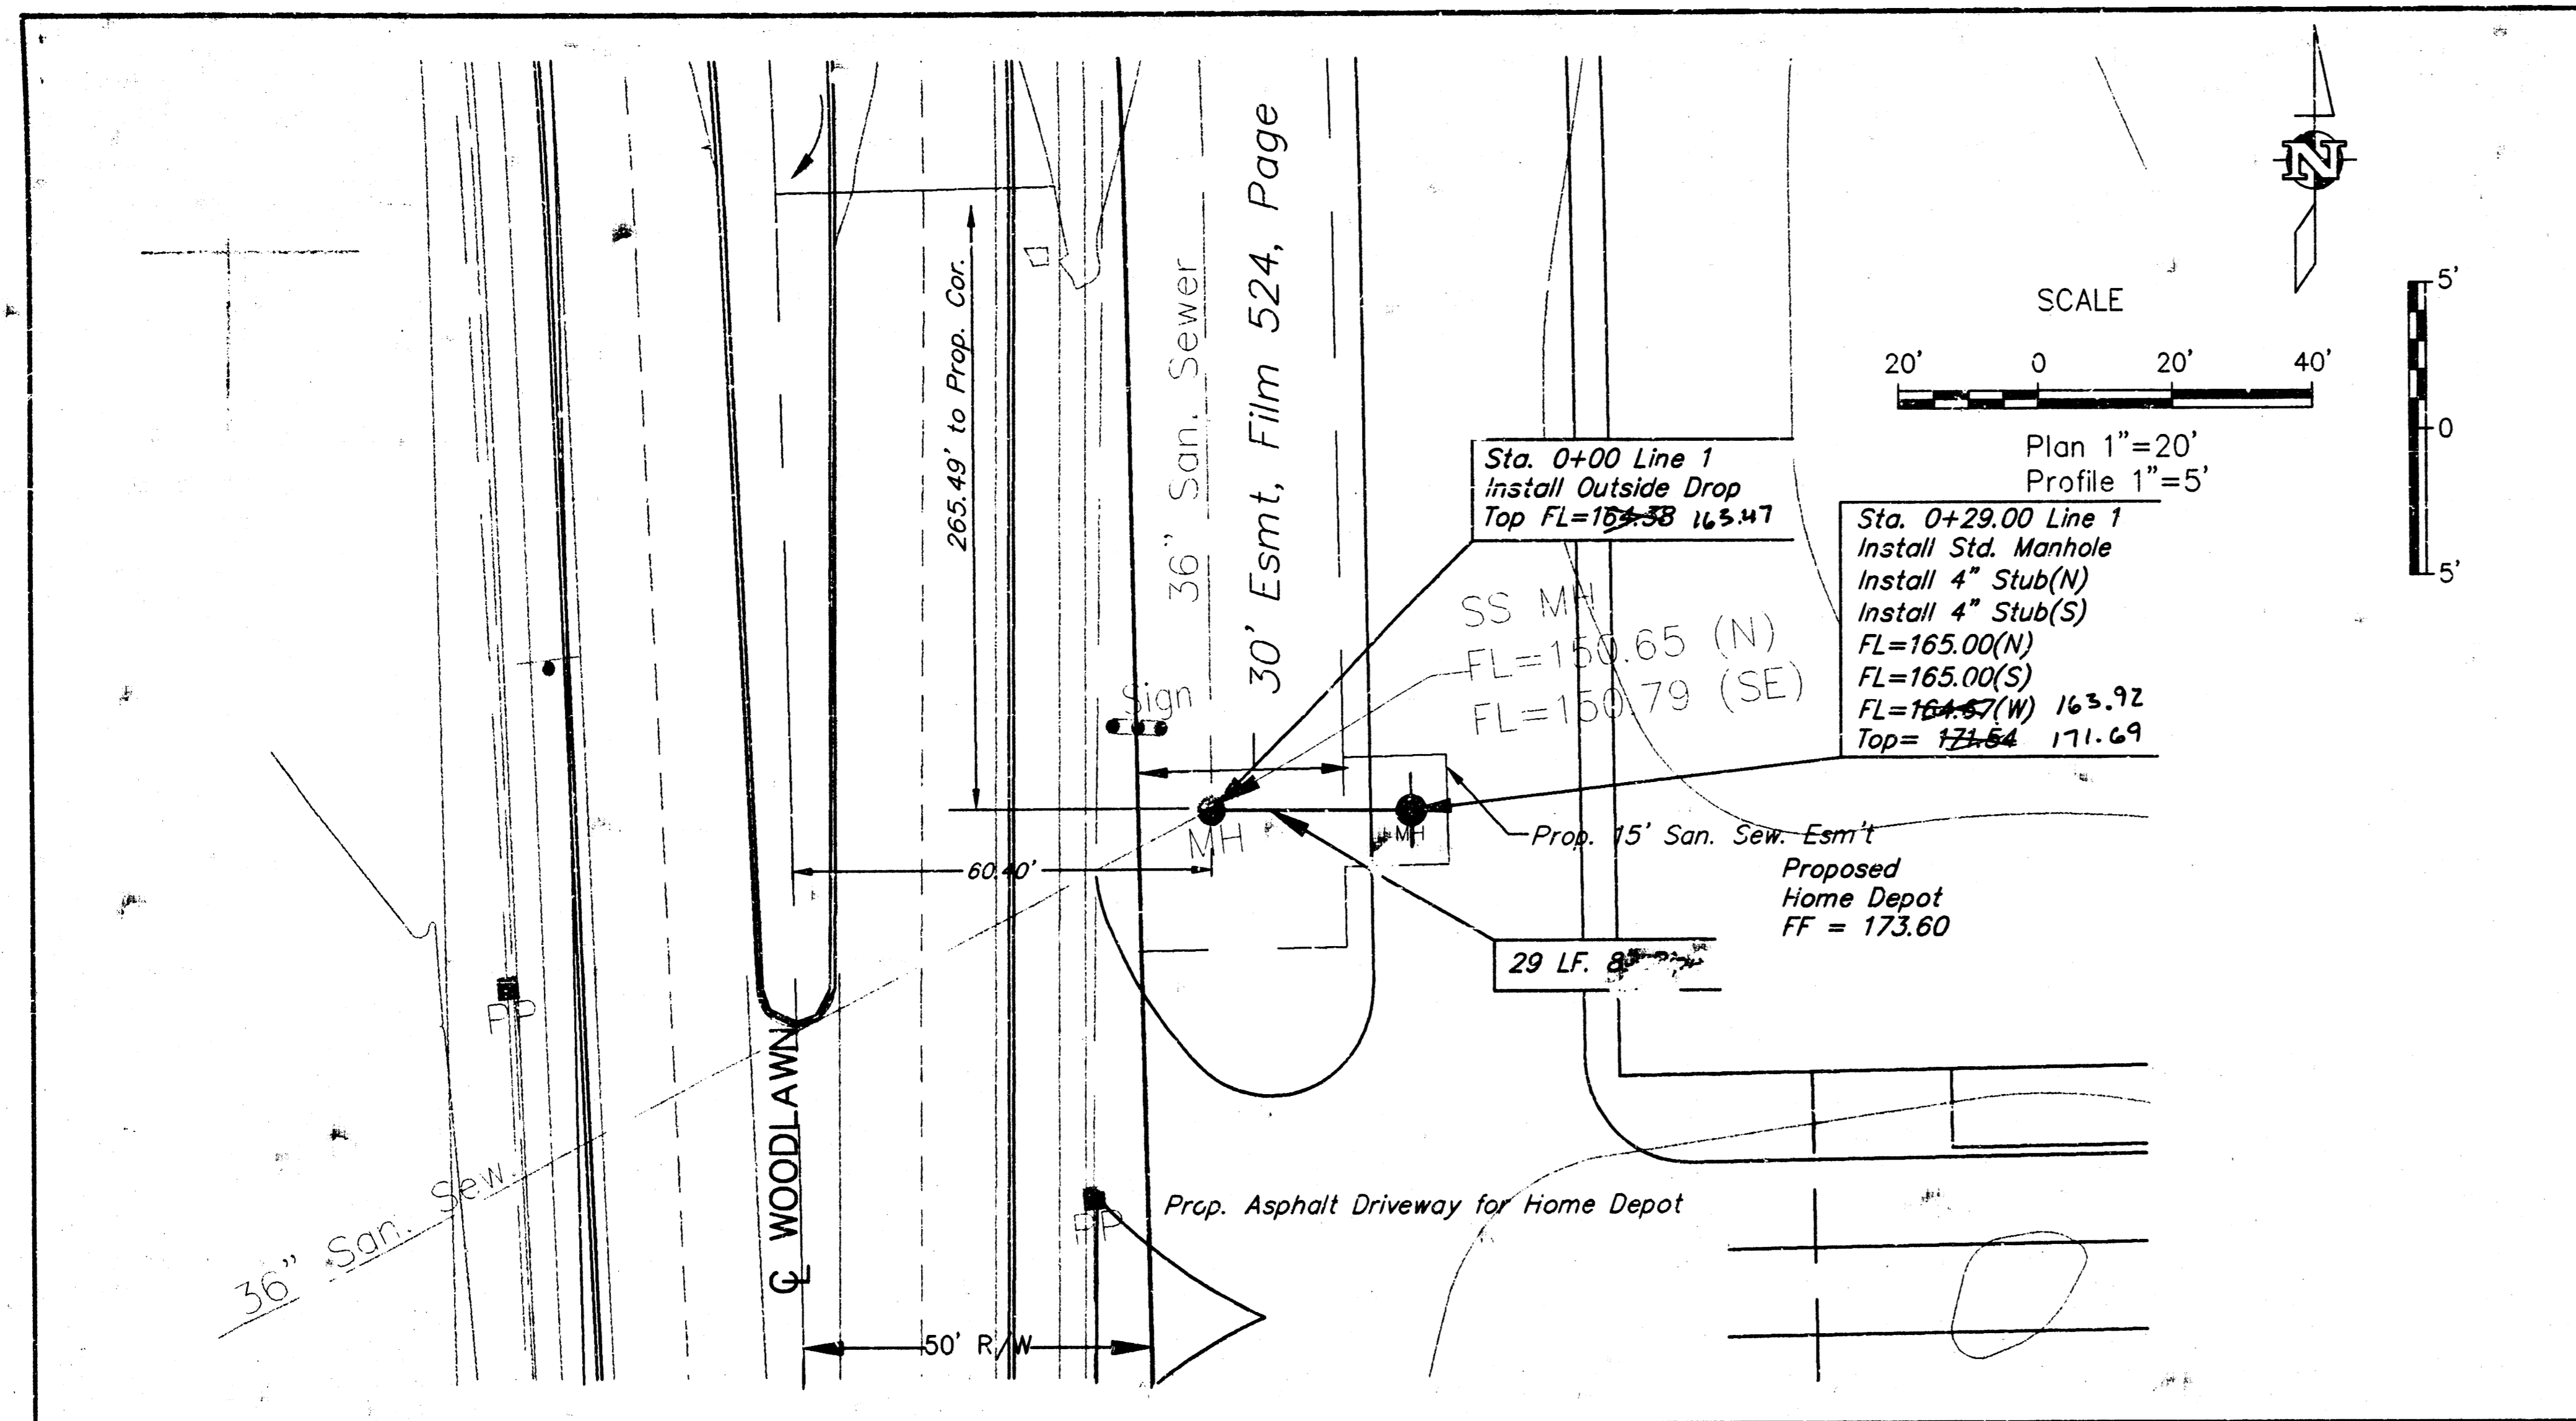 N
SCALE
20' 0 20' 40'
Plan 1"=20'
Profile 1"=5'
5'
0
5'
265.49' to Prop. Cor.
36" San. Sewer
30' Esmt, Film 524, Page
Sta. 0+00 Line 1
Install Outside Drop
Top FL=164.38 163.47
Sta. 0+29.00 Line 1
Install Std. Manhole
Install 4" Stub(N)
Install 4" Stub(S)
FL=165.00(N)
FL=165.00(S)
FL=164.67(W) 163.92
Top= 171.54 171.69
SS MH
FL=150.65 (N)
FL=150.79 (SE)
Sign
MH
MH
Prop. 15' San. Sew. Esm't
Proposed
Home Depot
FF = 173.60
60.40'
29 LF. 8"
PP
℄ WOODLAWN
36" San. Sew.
PP
Prop. Asphalt Driveway for Home Depot
50' R/W